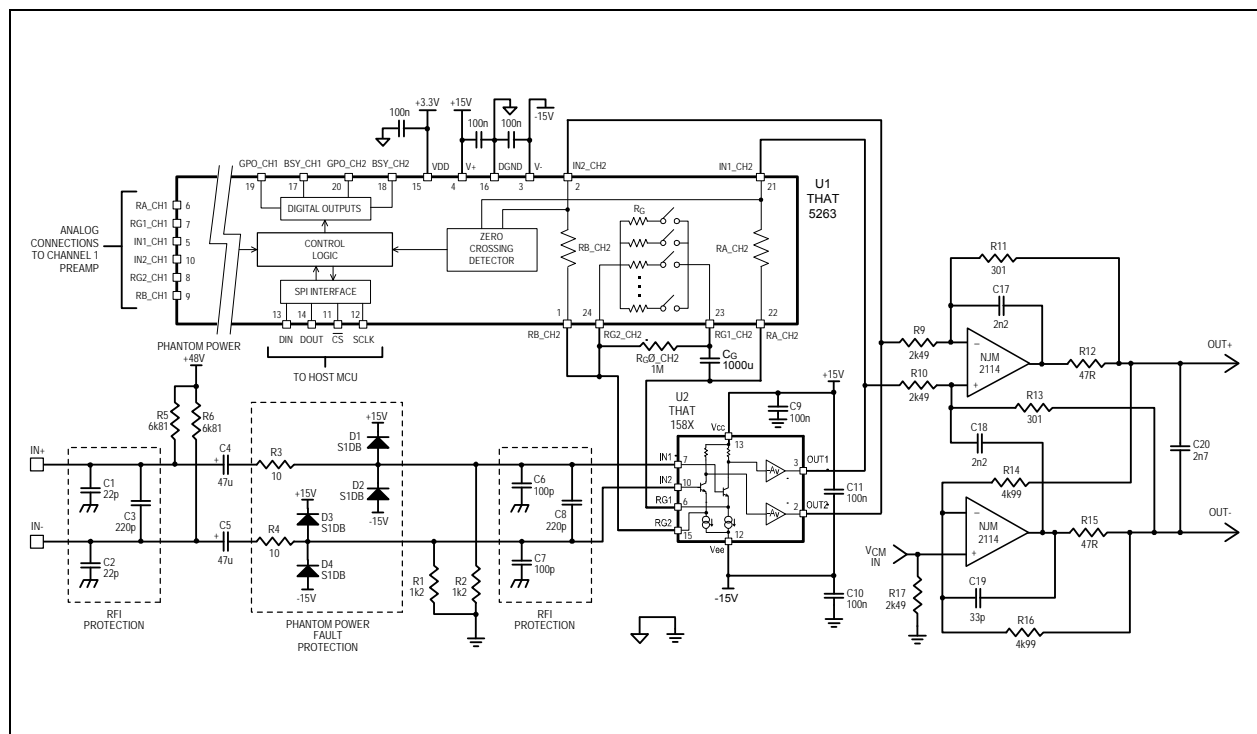 +3.3V
+15V
-15V
100n
100n
100n
GPO_CH1
BSY_CH1
GPO_CH2
BSY_CH2
VDD
V+
DGND
V-
IN2_CH2
IN1_CH2
19
17
20
18
15
4
16
3
2
21
U1
THAT
5263
ANALOG
CONNECTIONS
TO CHANNEL 1
PREAMP
RA_CH1
6
RG1_CH1
7
IN1_CH1
5
IN2_CH1
10
RG2_CH1
8
RB_CH1
9
DIGITAL OUTPUTS
CONTROL
LOGIC
SPI INTERFACE
ZERO
CROSSING
DETECTOR
RB_CH2
RG
RA_CH2
13
14
11
12
1
24
23
22
DIN
DOUT
CS
SCLK
RB_CH2
RG2_CH2
RG1_CH2
RA_CH2
TO HOST MCU
RGØ_CH2
1M
CG
1000u
PHANTOM POWER
+48V
R5
6k81
R6
6k81
IN+
IN-
C1
22p
C2
22p
C3
220p
RFI
PROTECTION
C4
+
47u
C5
+
47u
R3
10
R4
10
+15V
D1
S1DB
D2
S1DB
-15V
+15V
D3
S1DB
D4
S1DB
-15V
PHANTOM POWER
FAULT
PROTECTION
R1
1k2
R2
1k2
C6
100p
C7
100p
C8
220p
RFI
PROTECTION
U2
THAT
158X
+15V
C9
100n
Vcc
13
IN1
7
IN2
10
RG1
6
RG2
15
-Av
-Av
3
OUT1
2
OUT2
12
Vee
-15V
C11
100n
C10
100n
R9
2k49
R10
2k49
R11
301
C17
2n2
NJM
2114
−
+
R12
47R
R13
301
C18
2n2
R14
4k99
NJM
2114
−
+
R15
47R
C19
33p
R16
4k99
R17
2k49
VCM
IN
C20
2n7
OUT+
OUT-